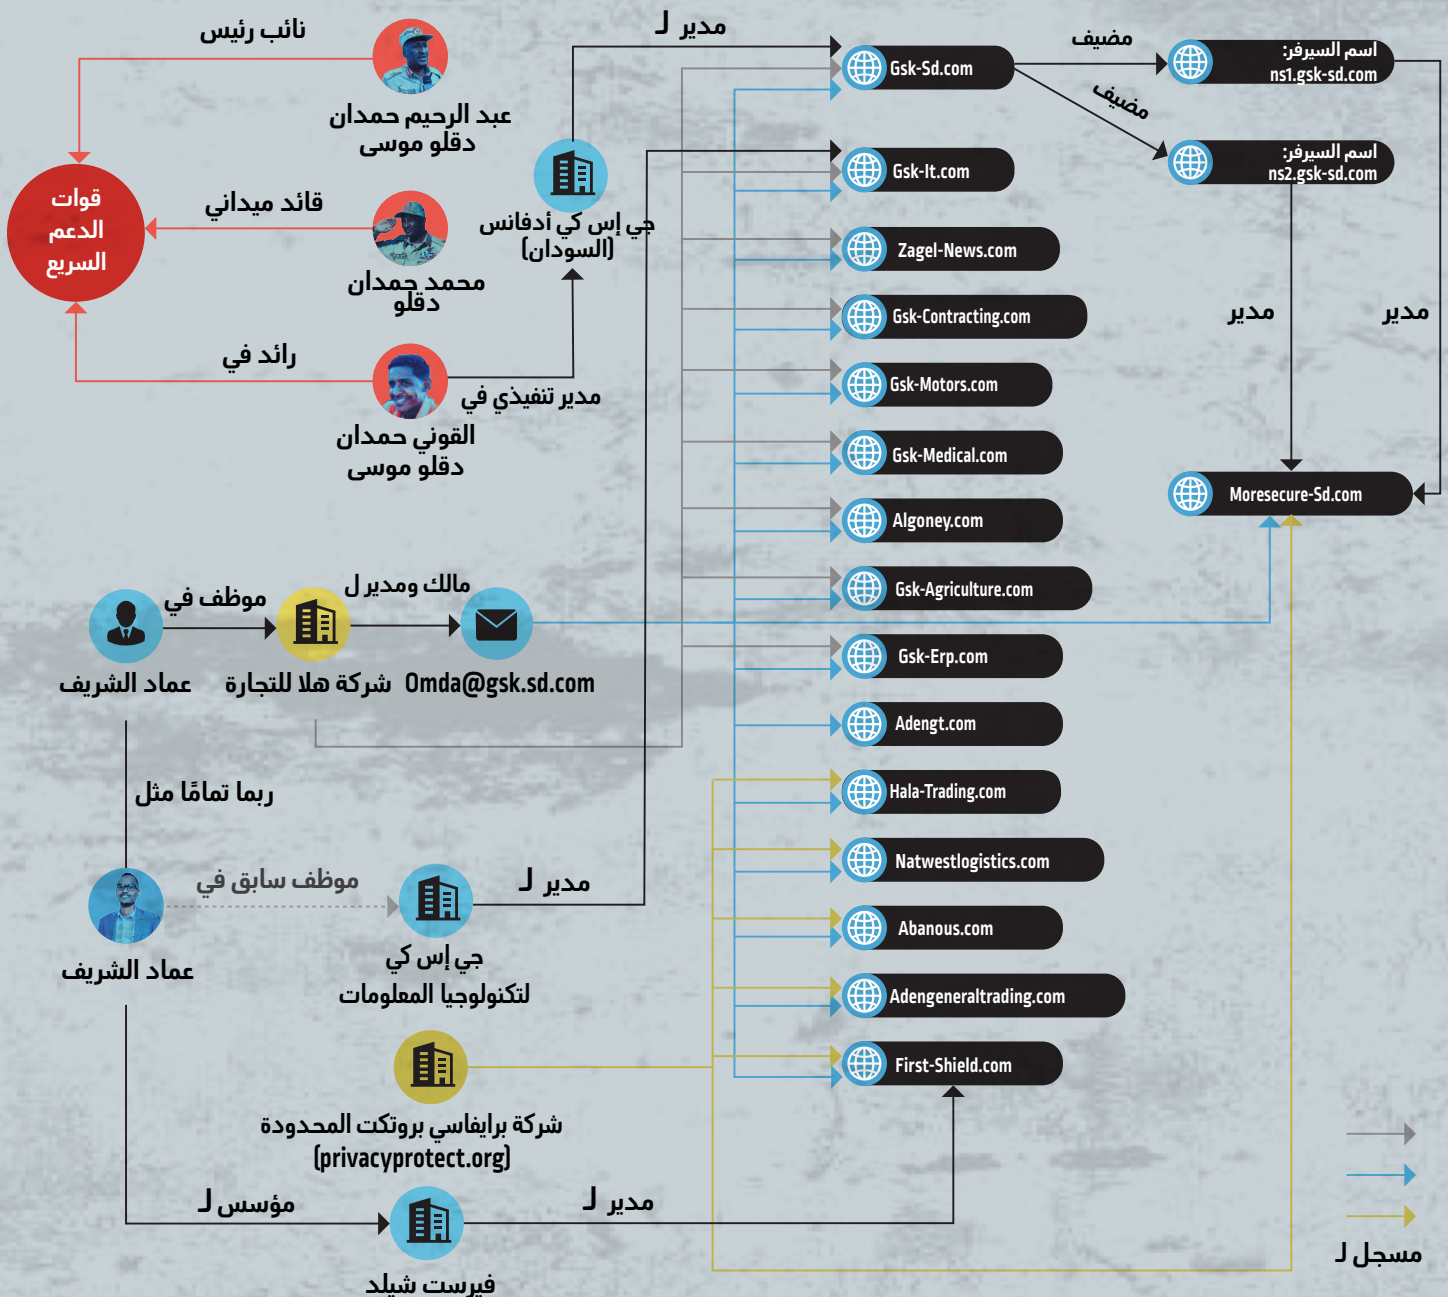 نائب رئيس
عبد الرحيم حمدان
دقلو موسى
قوات
الدعم
السريع
قائد ميداني
محمد حمدان
دقلو
رائد في
القوني حمدان
دقلو موسى
مدير تنفيذي في
جي إس كي أدفانس
(السودان)
مدير لـ
Gsk-Sd.com
مضيف
مضيف
اسم السيرفر:
ns1.gsk-sd.com
اسم السيرفر:
ns2.gsk-sd.com
مدير
مدير
Moresecure-Sd.com
Gsk-It.com
Zagel-News.com
Gsk-Contracting.com
Gsk-Motors.com
Gsk-Medical.com
Algoney.com
Gsk-Agriculture.com
Gsk-Erp.com
Adengt.com
Hala-Trading.com
Natwestlogistics.com
Abanous.com
Adengeneraltrading.com
First-Shield.com
عماد الشريف
موظف في
شركة هلا للتجارة
مالك ومدير ل
Omda@gsk.sd.com
ربما تمامًا مثل
عماد الشريف
موظف سابق في
جي إس كي
لتكنولوجيا المعلومات
مدير لـ
شركة برايفاسي بروتكت المحدودة
(privacyprotect.org)
مؤسس لـ
فيرست شيلد
مدير لـ
مسجل لـ